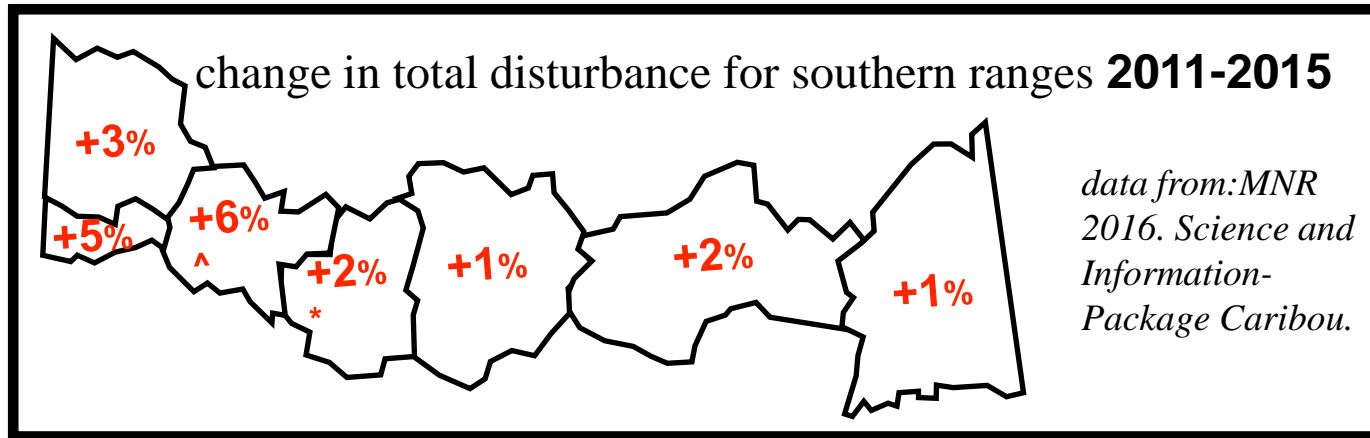 change in total disturbance for southern ranges 2011-2015
+3%
+5%
+6%
^
+2%
*
+1%
+2%
+1%
data from:MNR
2016. Science and
Information-
Package Caribou.